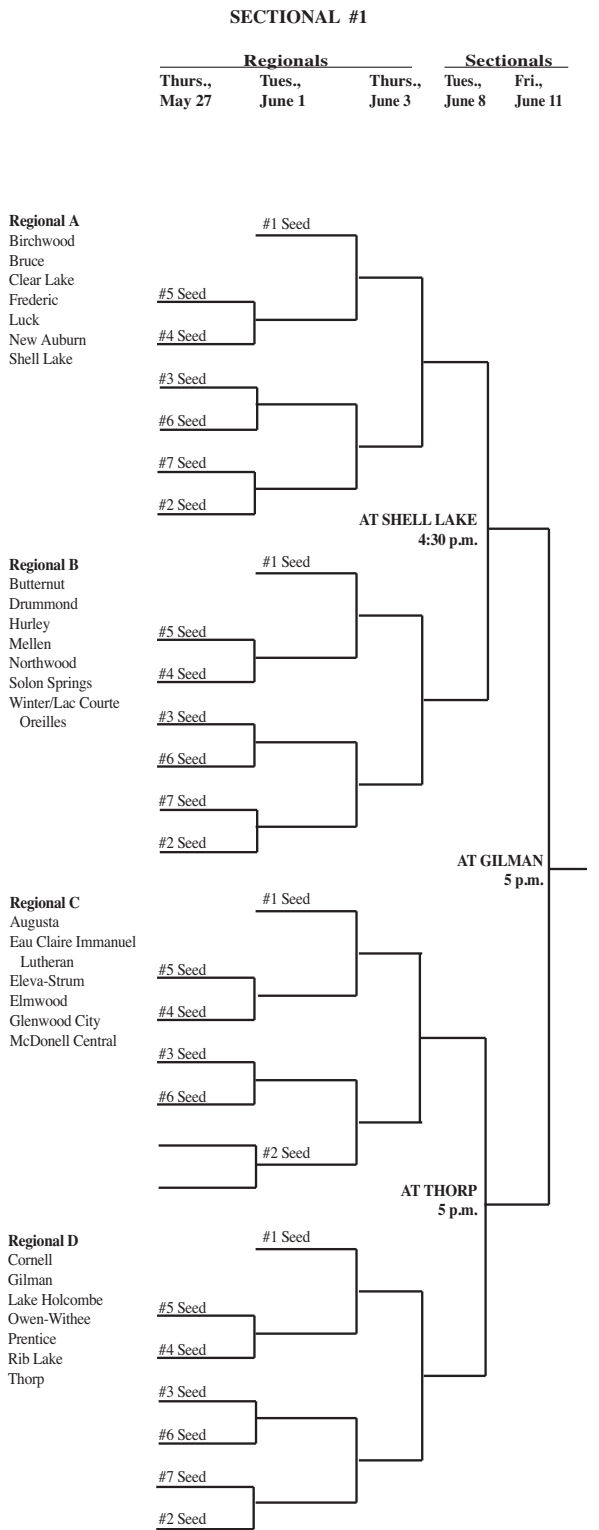 SECTIONAL #1
Regionals Sectionals
Thurs., Tues., Thurs., Tues., Fri.,
May 27 June 1 June 3 June 8 June 11
Regional A
Birchwood
Bruce
Clear Lake
Frederic
Luck
New Auburn
Shell Lake
#1 Seed
#5 Seed
#4 Seed
#3 Seed
#6 Seed
#7 Seed
#2 Seed
AT SHELL LAKE
4:30 p.m.
Regional B
Butternut
Drummond
Hurley
Mellen
Northwood
Solon Springs
Winter/Lac Courte
Oreilles
#1 Seed
#5 Seed
#4 Seed
#3 Seed
#6 Seed
#7 Seed
#2 Seed
AT GILMAN
5 p.m.
Regional C
Augusta
Eau Claire Immanuel
Lutheran
Eleva-Strum
Elmwood
Glenwood City
McDonell Central
#1 Seed
#5 Seed
#4 Seed
#3 Seed
#6 Seed
#2 Seed
AT THORP
5 p.m.
Regional D
Cornell
Gilman
Lake Holcombe
Owen-Withee
Prentice
Rib Lake
Thorp
#1 Seed
#5 Seed
#4 Seed
#3 Seed
#6 Seed
#7 Seed
#2 Seed